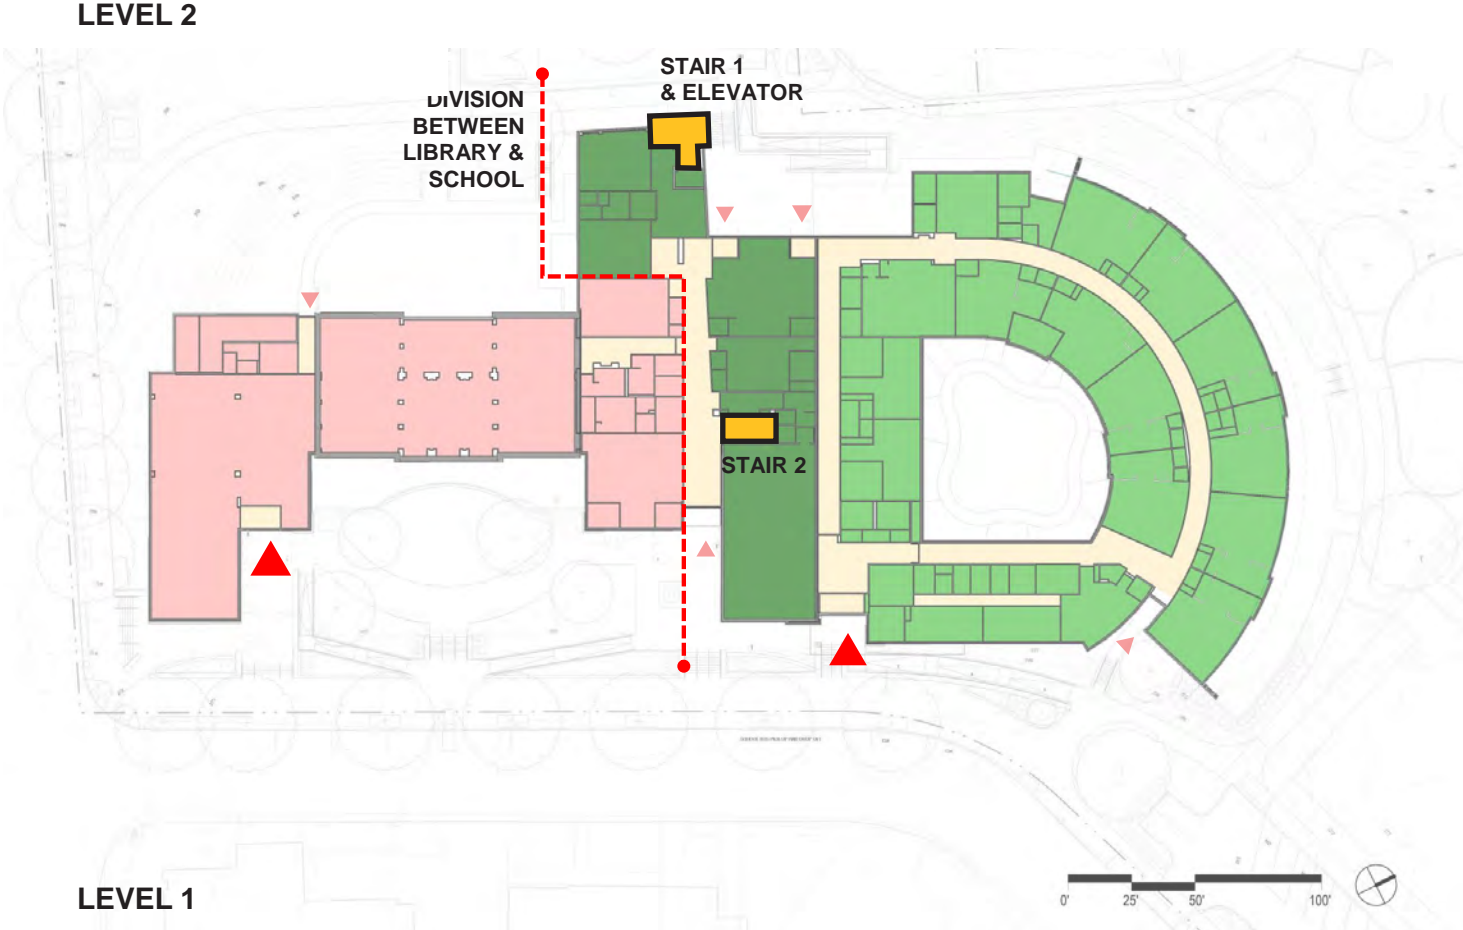 LEVEL 2
STAIR 1
& ELEVATOR
DIVISION
BETWEEN
LIBRARY &
SCHOOL
STAIR 2
LEVEL 1
0'
25'
50'
100'